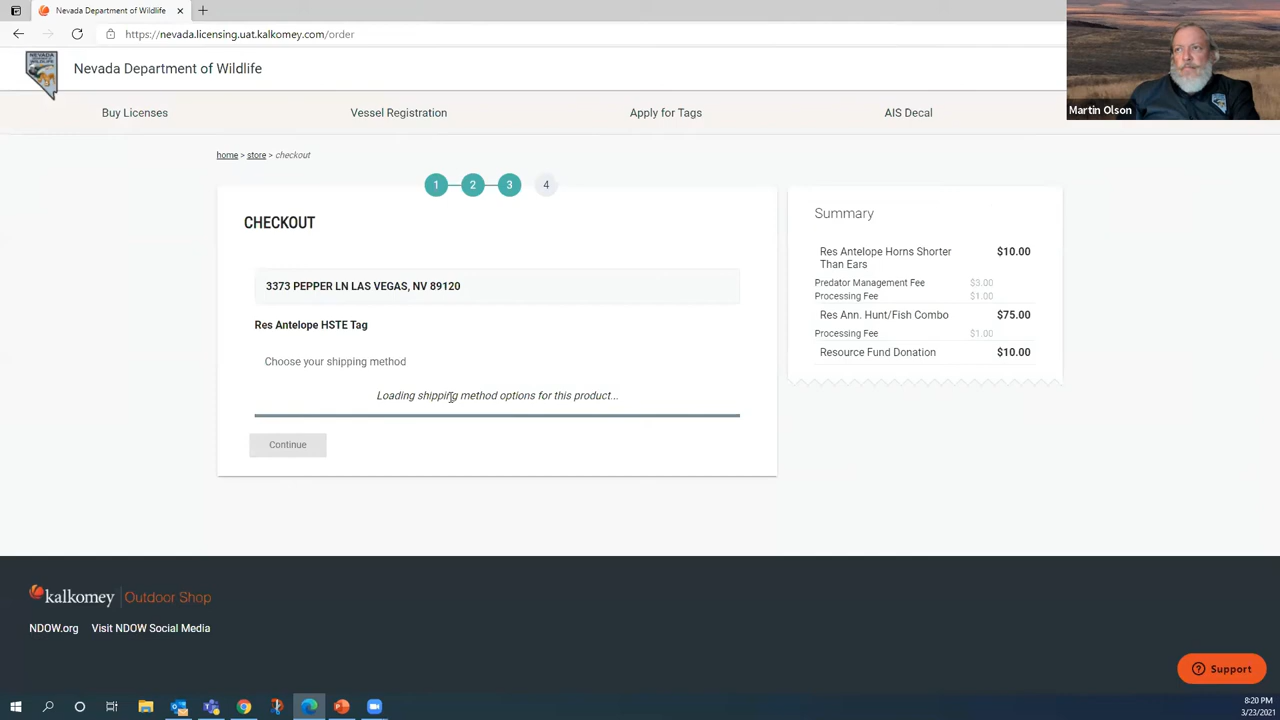 Nevada Department of Wildlife
https://nevada.licensing.uat.kalkomey.com/order
NEVADA
WILDLIFE
Nevada Department of Wildlife
Martin Olson
Buy Licenses
Vessel Registration
Apply for Tags
AIS Decal
home > store > checkout
1 2 3 4
CHECKOUT
3373 PEPPER LN LAS VEGAS, NV 89120
Res Antelope HSTE Tag
Choose your shipping method
Loading shipping method options for this product...
Continue
Summary
Res Antelope Horns Shorter $10.00
Than Ears
Predator Management Fee $3.00
Processing Fee $1.00
Res Ann. Hunt/Fish Combo $75.00
Processing Fee $1.00
Resource Fund Donation $10.00
kalkomey | Outdoor Shop
NDOW.org Visit NDOW Social Media
Support
8:20 PM
3/23/2021